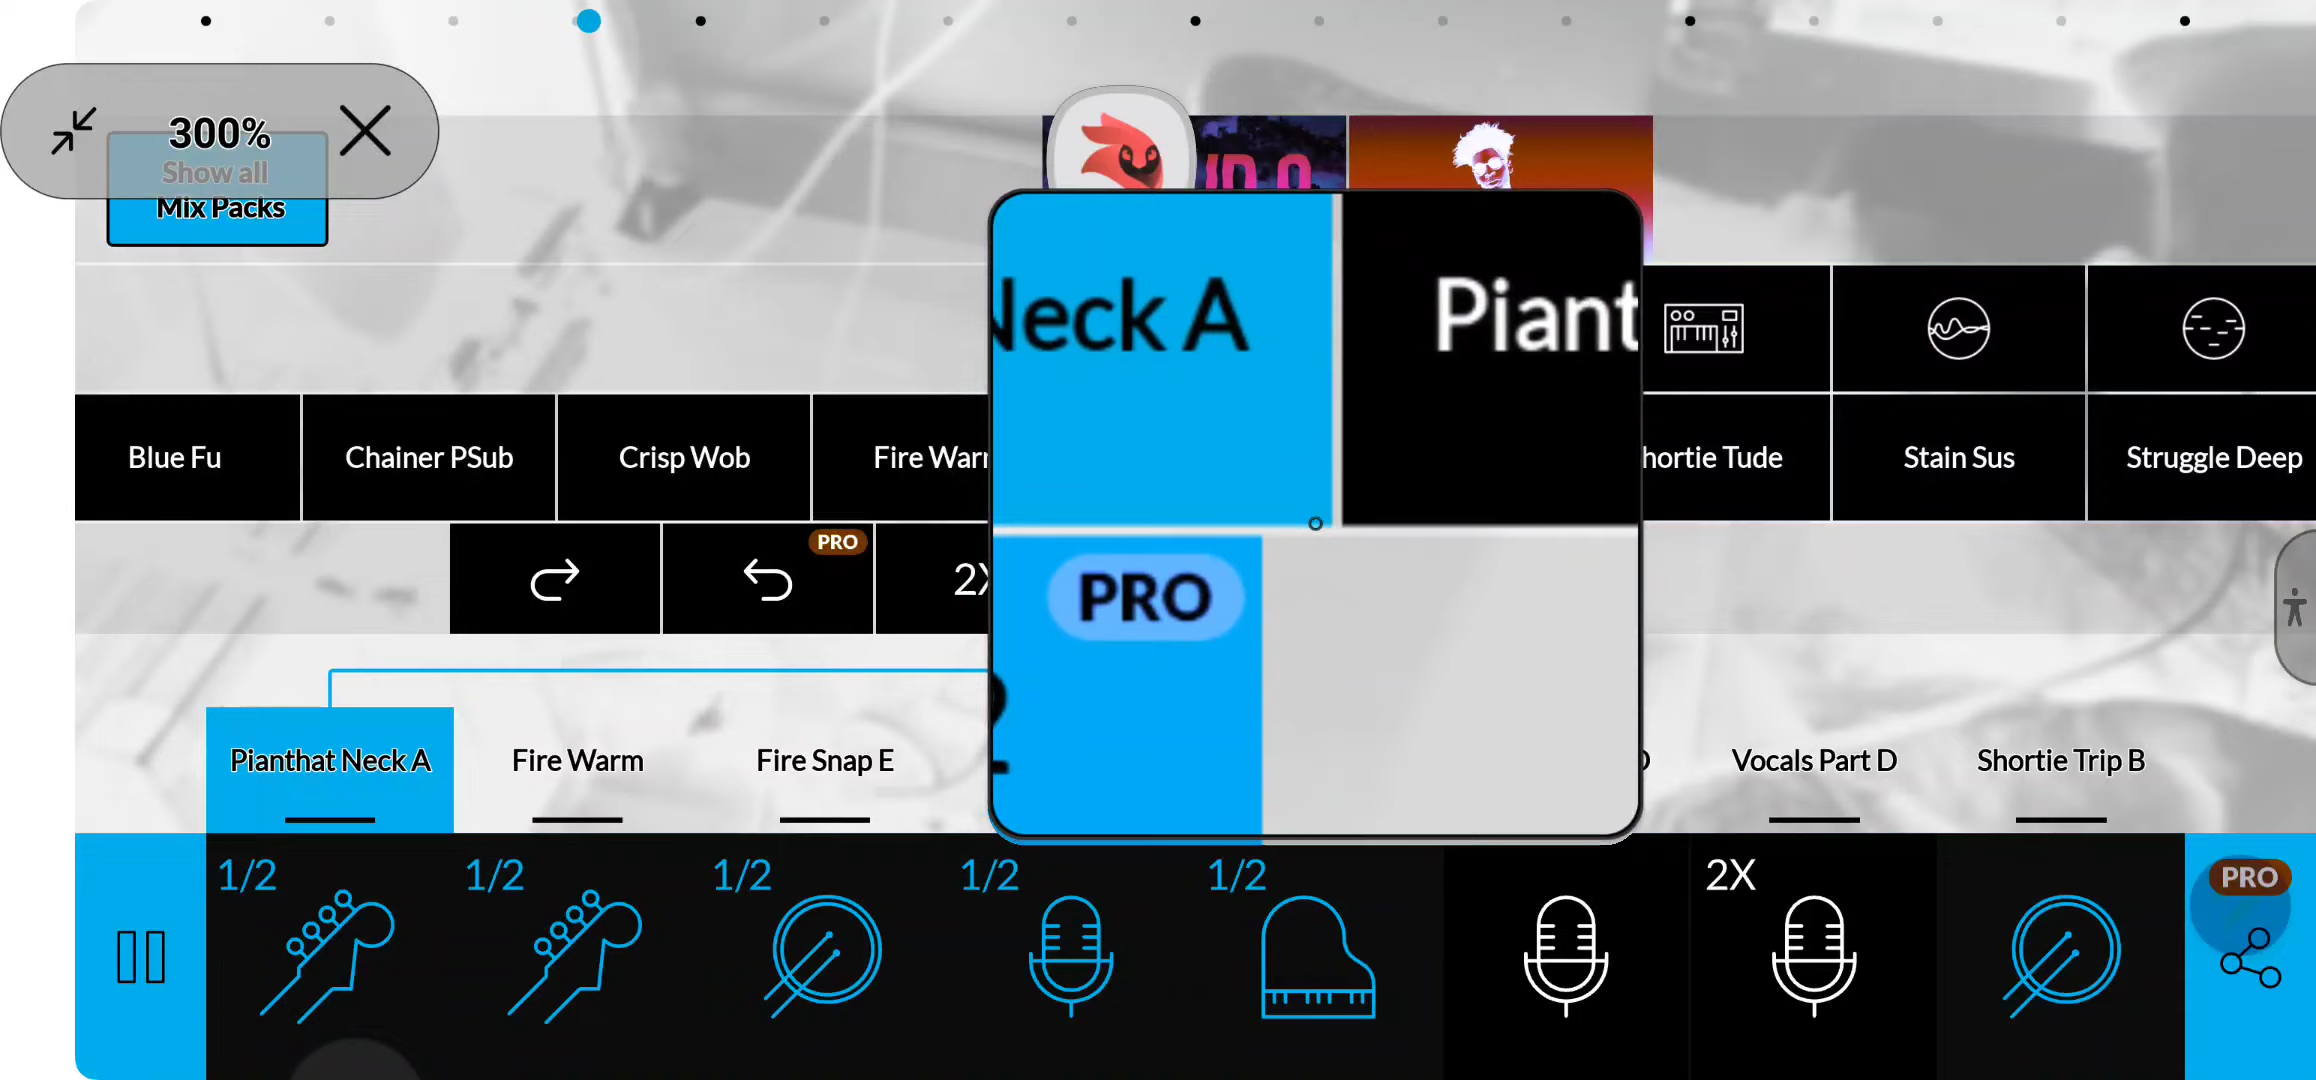 300%
Show all
Mix Packs
Neck A
Piant
PRO
Blue Fu
Chainer PSub
Crisp Wob
Fire Warm
Shortie Tude
Stain Sus
Struggle Deep
PRO
2X
Pianthat Neck A
Fire Warm
Fire Snap E
Vocals Part D
Shortie Trip B
1/2
1/2
1/2
1/2
1/2
2X
PRO